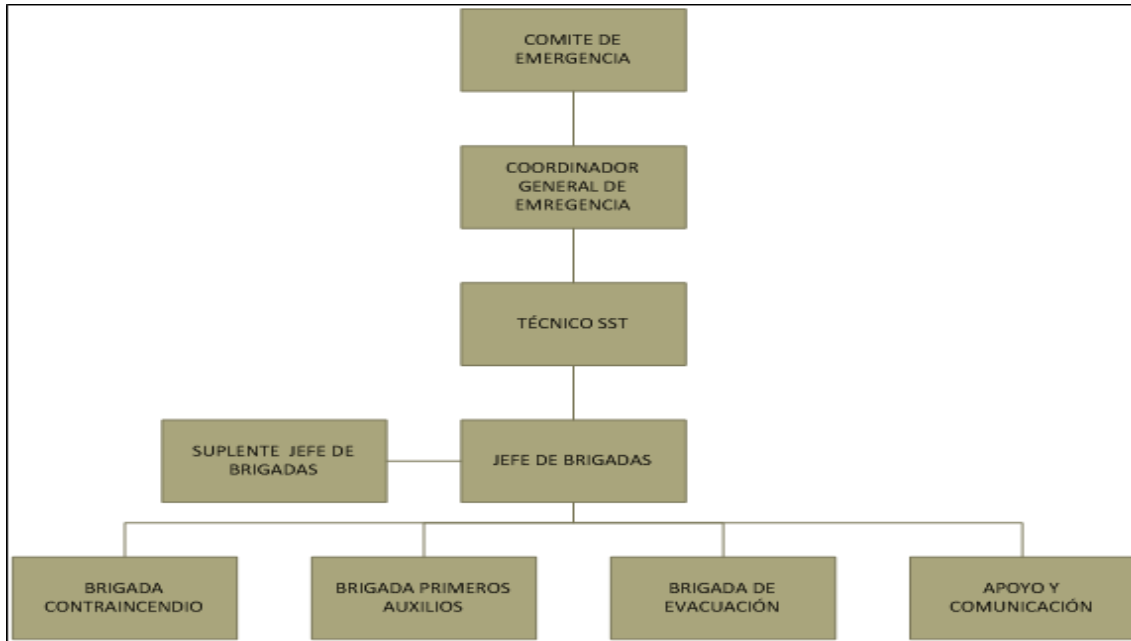 COMITE DE
EMERGENCIA
COORDINADOR
GENERAL DE
EMREGENCIA
TÉCNICO SST
SUPLENTE JEFE DE
BRIGADAS
JEFE DE BRIGADAS
BRIGADA
CONTRAINCENDIO
BRIGADA PRIMEROS
AUXILIOS
BRIGADA DE
EVACUACIÓN
APOYO Y
COMUNICACIÓN